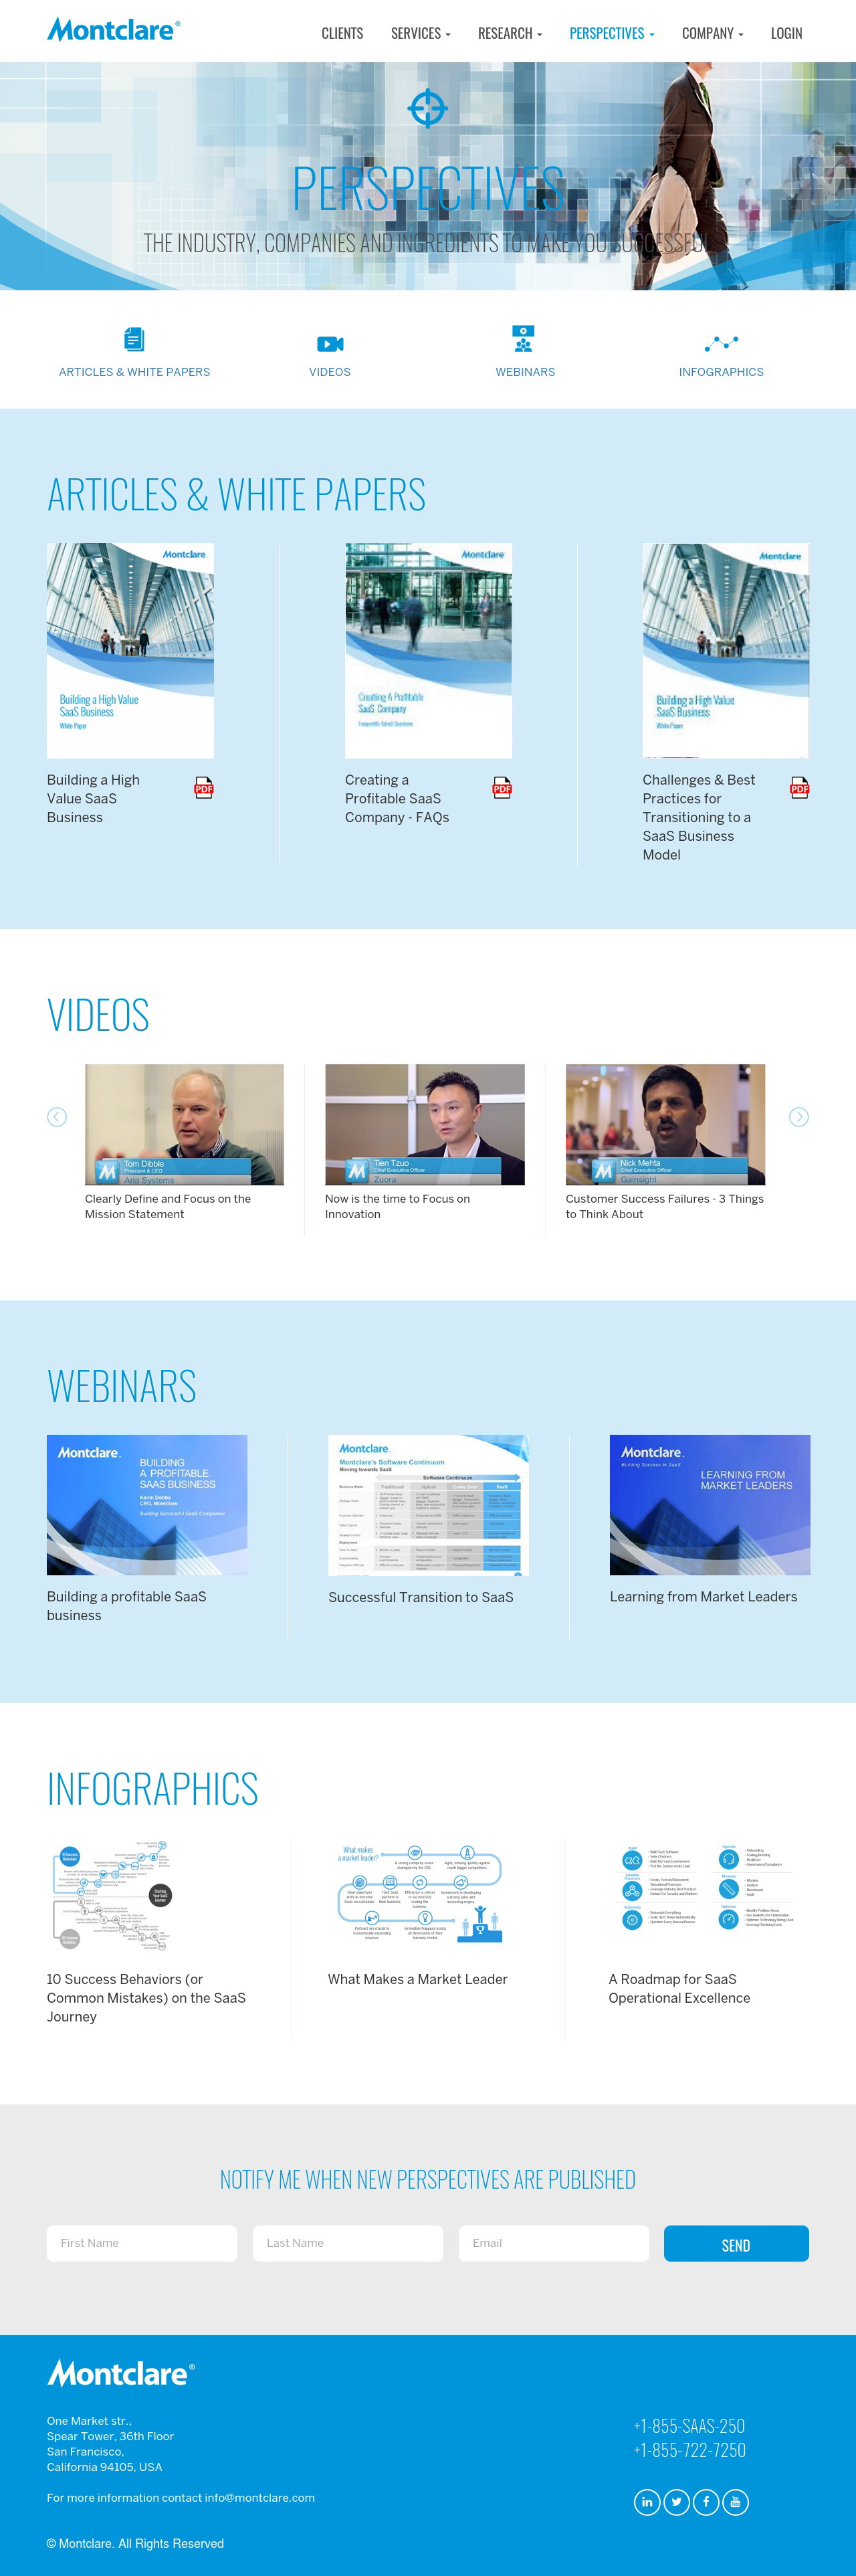 Montclare®
CLIENTS
SERVICES
RESEARCH
PERSPECTIVES
COMPANY
LOGIN
PERSPECTIVES
THE INDUSTRY, COMPANIES AND INGREDIENTS TO MAKE YOU SUCCESSFUL
ARTICLES & WHITE PAPERS
VIDEOS
WEBINARS
INFOGRAPHICS
ARTICLES & WHITE PAPERS
Montclare
Building a High Value
SaaS Business
White Paper
Building a High
Value SaaS
Business
PDF
Montclare
Creating A Profitable
SaaS Company
Frequently Asked Questions
Creating a
Profitable SaaS
Company - FAQs
PDF
Montclare
Building a High Value
SaaS Business
White Paper
Challenges & Best
Practices for
Transitioning to a
SaaS Business
Model
PDF
VIDEOS
Tom Dibble
President & CEO
Aria Systems
Clearly Define and Focus on the
Mission Statement
Tien Tzuo
Chief Executive Officer
Zuora
Now is the time to Focus on
Innovation
Nick Mehta
Chief Executive Officer
Gainsight
Customer Success Failures - 3 Things
to Think About
WEBINARS
Montclare
BUILDING
A PROFITABLE
SAAS BUSINESS
Kevin Dobbs
CEO, Montclare
Building Successful SaaS Companies
Building a profitable SaaS
business
Montclare
Montclare's Software Continuum
Moving towards SaaS
Software Continuum
Traditional
Hybrid
SaaS
Successful Transition to SaaS
Montclare
Building Success in SaaS
LEARNING FROM
MARKET LEADERS
Learning from Market Leaders
INFOGRAPHICS
10 Success Behaviors (or
Common Mistakes) on the SaaS
Journey
What makes
a market leader?
What Makes a Market Leader
A Roadmap for SaaS
Operational Excellence
NOTIFY ME WHEN NEW PERSPECTIVES ARE PUBLISHED
First Name
Last Name
Email
SEND
Montclare®
One Market str.,
Spear Tower, 36th Floor
San Francisco,
California 94105, USA
+1-855-SAAS-250
+1-855-722-7250
For more information contact info@montclare.com
in
f
You
© Montclare. All Rights Reserved